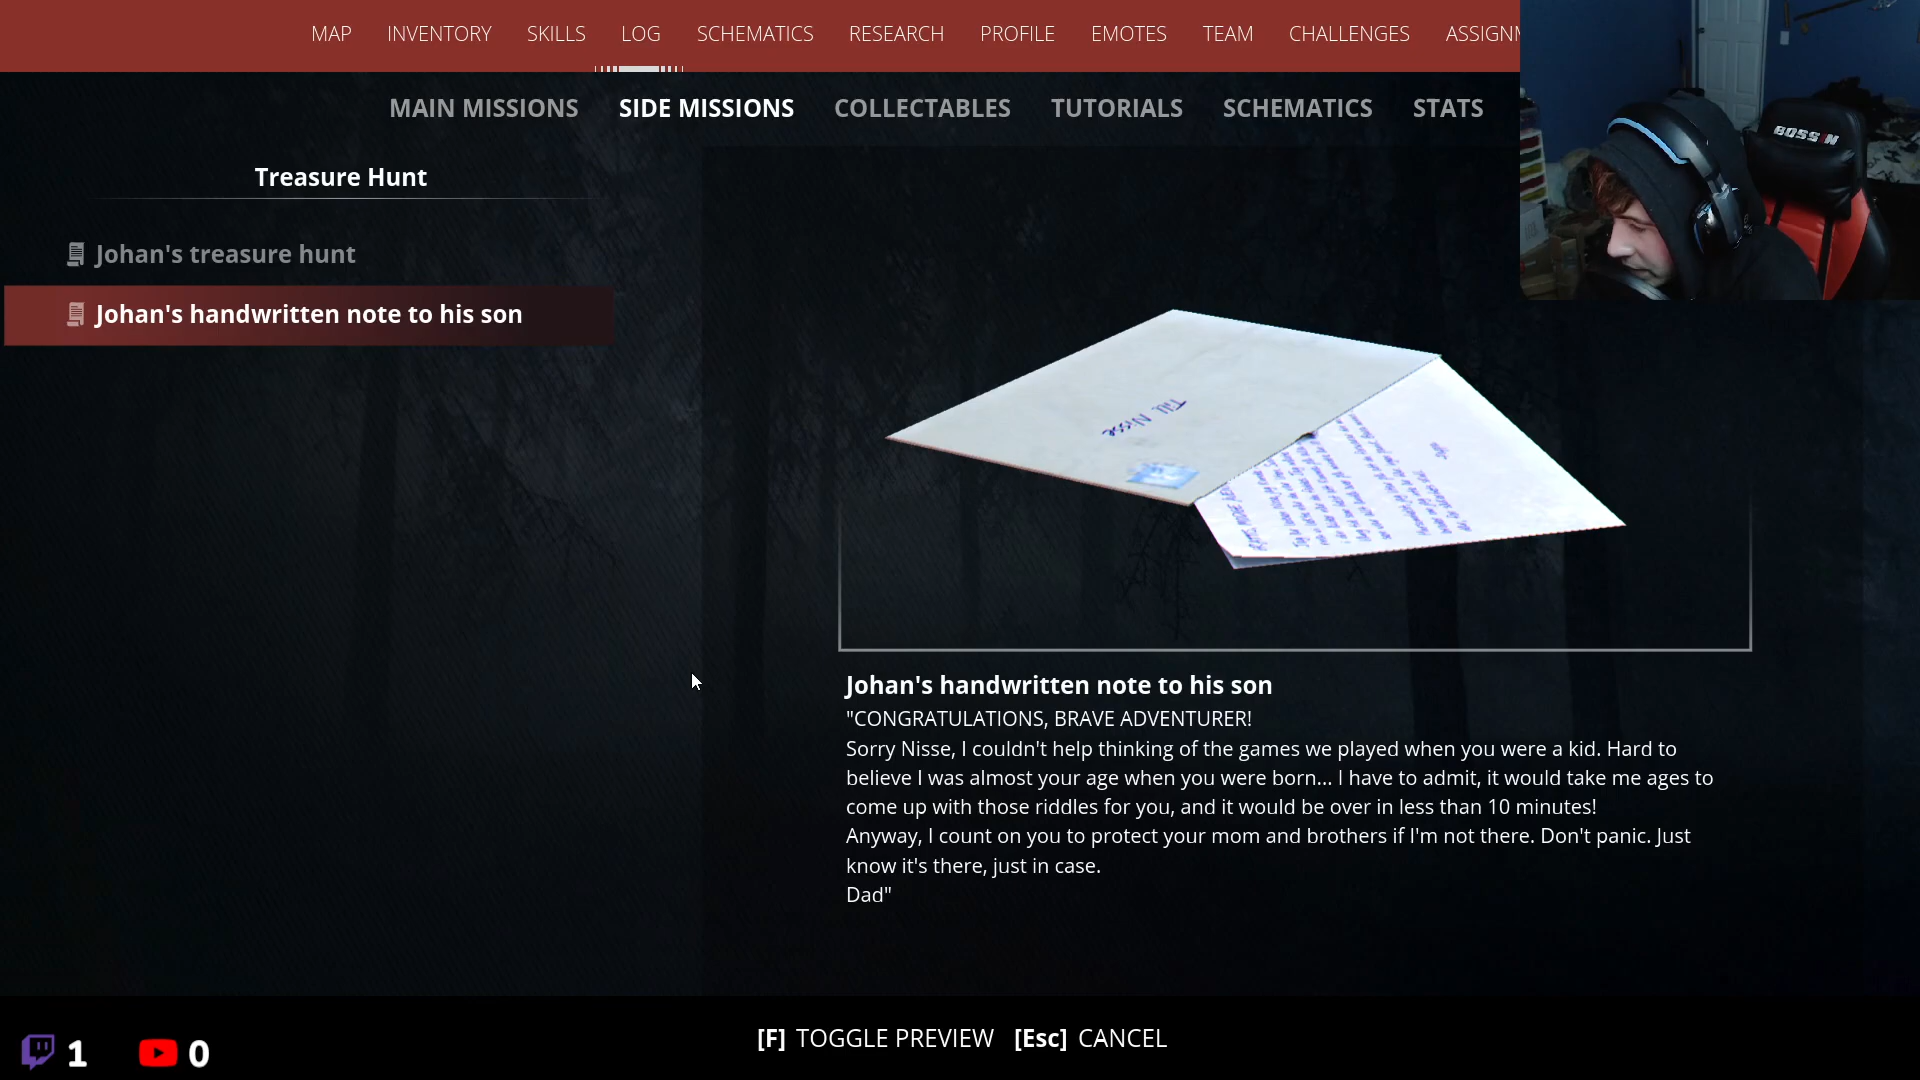 MAP INVENTORY SKILLS LOG SCHEMATICS RESEARCH PROFILE EMOTES TEAM CHALLENGES
MAIN MISSIONS SIDE MISSIONS COLLECTABLES TUTORIALS SCHEMATICS STATS
BOSSIN
Treasure Hunt
Johan's treasure hunt
Johan's handwritten note to his son
Till Nisse
Johan's handwritten note to his son
"CONGRATULATIONS, BRAVE ADVENTURER!
Sorry Nisse, I couldn't help thinking of the games we played when you were a kid. Hard to
believe I was almost your age when you were born... I have to admit, it would take me ages to
come up with those riddles for you, and it would be over in less than 10 minutes!
Anyway, I count on you to protect your mom and brothers if I'm not there. Don't panic. Just
know it's there, just in case.
Dad"
[F] TOGGLE PREVIEW [Esc] CANCEL
1 0